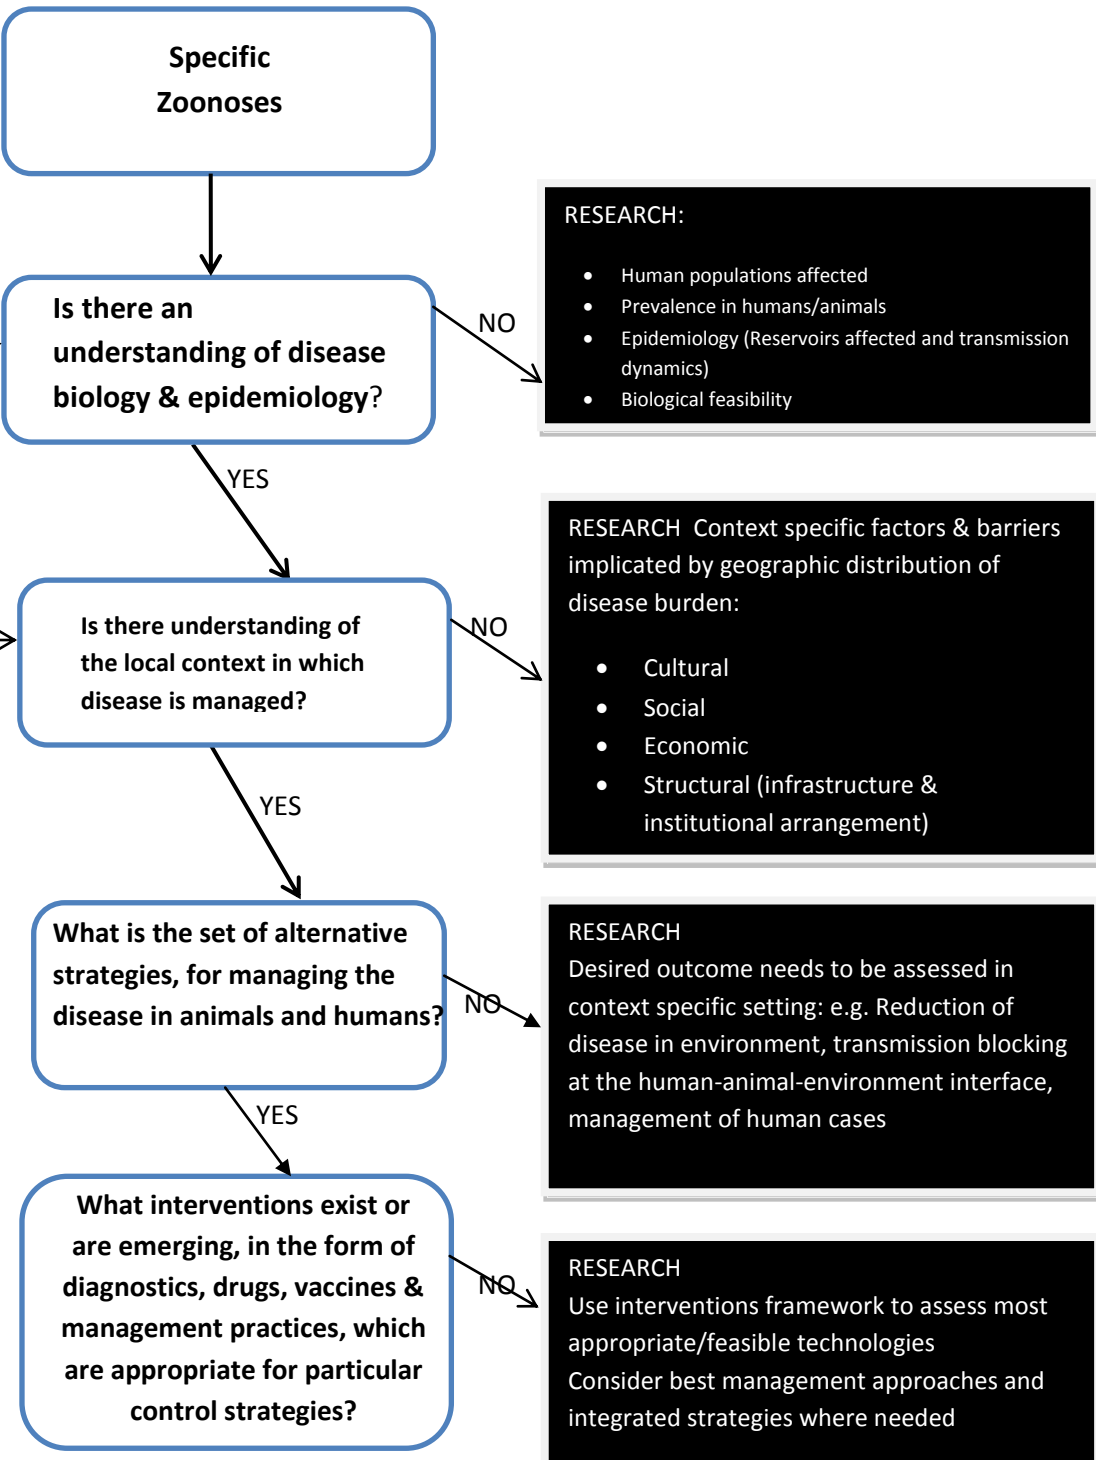 Specific
Zoonoses
RESEARCH:
• Human populations affected
• Prevalence in humans/animals
• Epidemiology (Reservoirs affected and transmission
dynamics)
• Biological feasibility
Is there an
understanding of disease
biology & epidemiology?
NO
YES
RESEARCH  Context specific factors & barriers
implicated by geographic distribution of
disease burden:
• Cultural
• Social
• Economic
• Structural (infrastructure &
institutional arrangement)
Is there understanding of
the local context in which
disease is managed?
NO
YES
What is the set of alternative
strategies, for managing the
disease in animals and humans?
NO
RESEARCH
Desired outcome needs to be assessed in
context specific setting: e.g. Reduction of
disease in environment, transmission blocking
at the human-animal-environment interface,
management of human cases
YES
What interventions exist or
are emerging, in the form of
diagnostics, drugs, vaccines &
management practices, which
are appropriate for particular
control strategies?
NO
RESEARCH
Use interventions framework to assess most
appropriate/feasible technologies
Consider best management approaches and
integrated strategies where needed